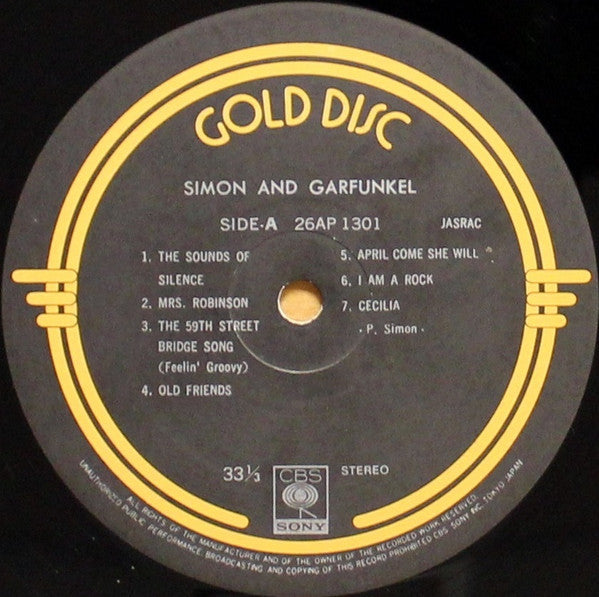 GOLD DISC
SIMON AND GARFUNKEL
SIDE·A 26AP 1301 JASRAC
1. THE SOUNDS OF
SILENCE
2. MRS. ROBINSON
3. THE 59TH STREET
BRIDGE SONG
(Feelin' Groovy)
4. OLD FRIENDS
5. APRIL COME SHE WILL
6. I AM A ROCK
7. CECILIA
· P. Simon ·
33⅓ STEREO
CBS
SONY
ALL RIGHTS OF THE MANUFACTURER AND OF THE OWNER OF THE RECORDED WORK RESERVED.
UNAUTHORIZED PUBLIC PERFORMANCE, BROADCASTING AND COPYING OF THIS RECORD PROHIBITED CBS SONY INC. TOKYO JAPAN